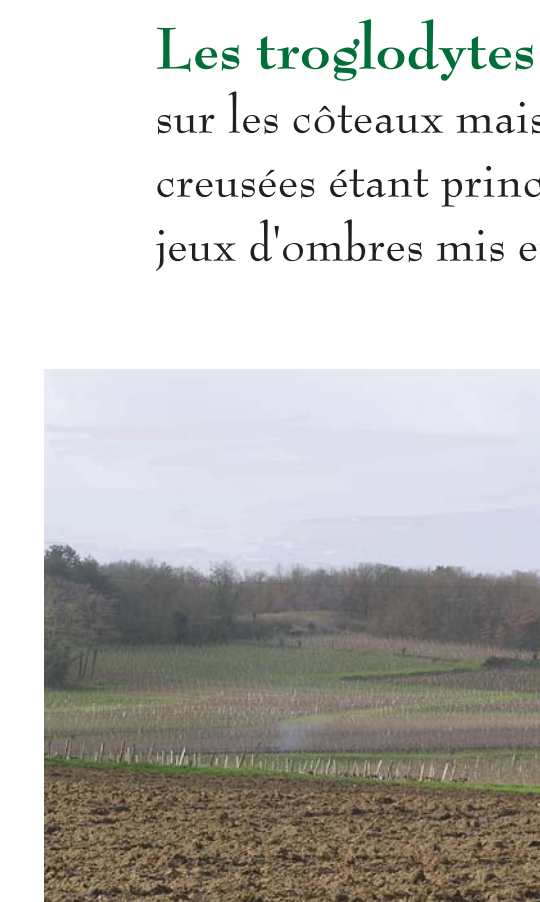 Les troglodytes
sur les côteaux mais
creusées étant princ
jeux d'ombres mis e